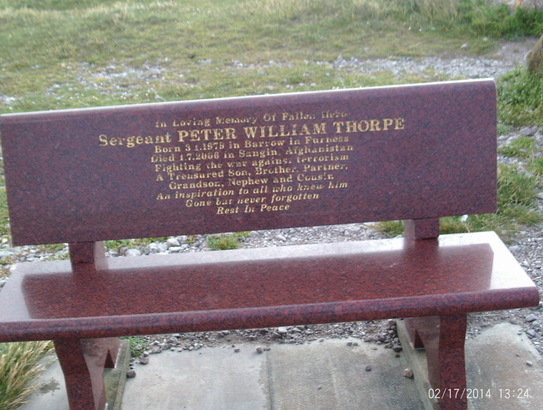 In Loving Memory Of Fallen Hero
Sergeant PETER WILLIAM THORPE
Born 3.1.1979 in Barrow in Furness
Died 1.7.2006 in Sangin, Afghanistan
Fighting the war against terrorism
A Treasured Son, Brother, Partner,
Grandson, Nephew and Cousin
An inspiration to all who knew him
Gone but never forgotten
Rest In Peace
02/17/2014 13:24